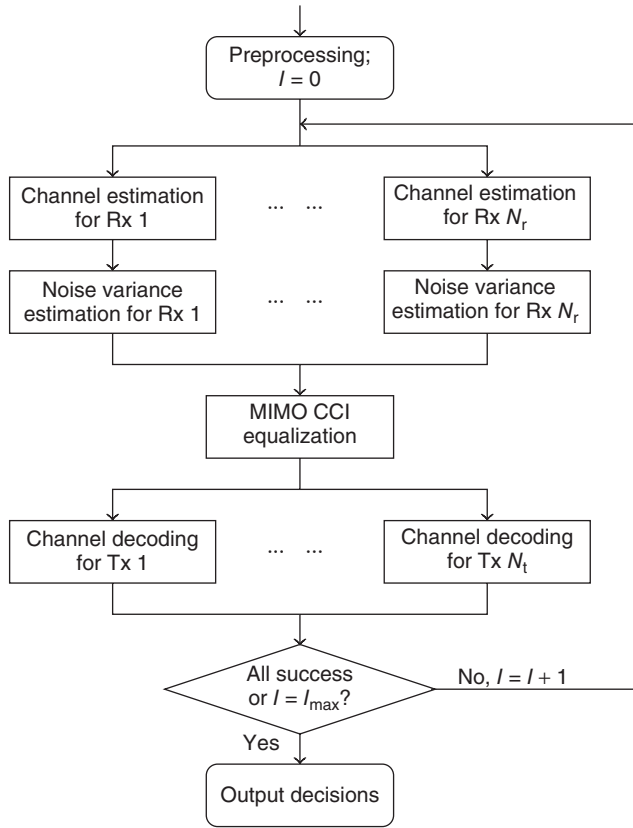 Preprocessing;
I = 0
Channel estimation
for Rx 1
... ...
Channel estimation
for Rx Nr
Noise variance
estimation for Rx 1
... ...
Noise variance
estimation for Rx Nr
MIMO CCI
equalization
Channel decoding
for Tx 1
... ...
Channel decoding
for Tx Nt
All success
or I = Imax?
No, I = I + 1
Yes
Output decisions